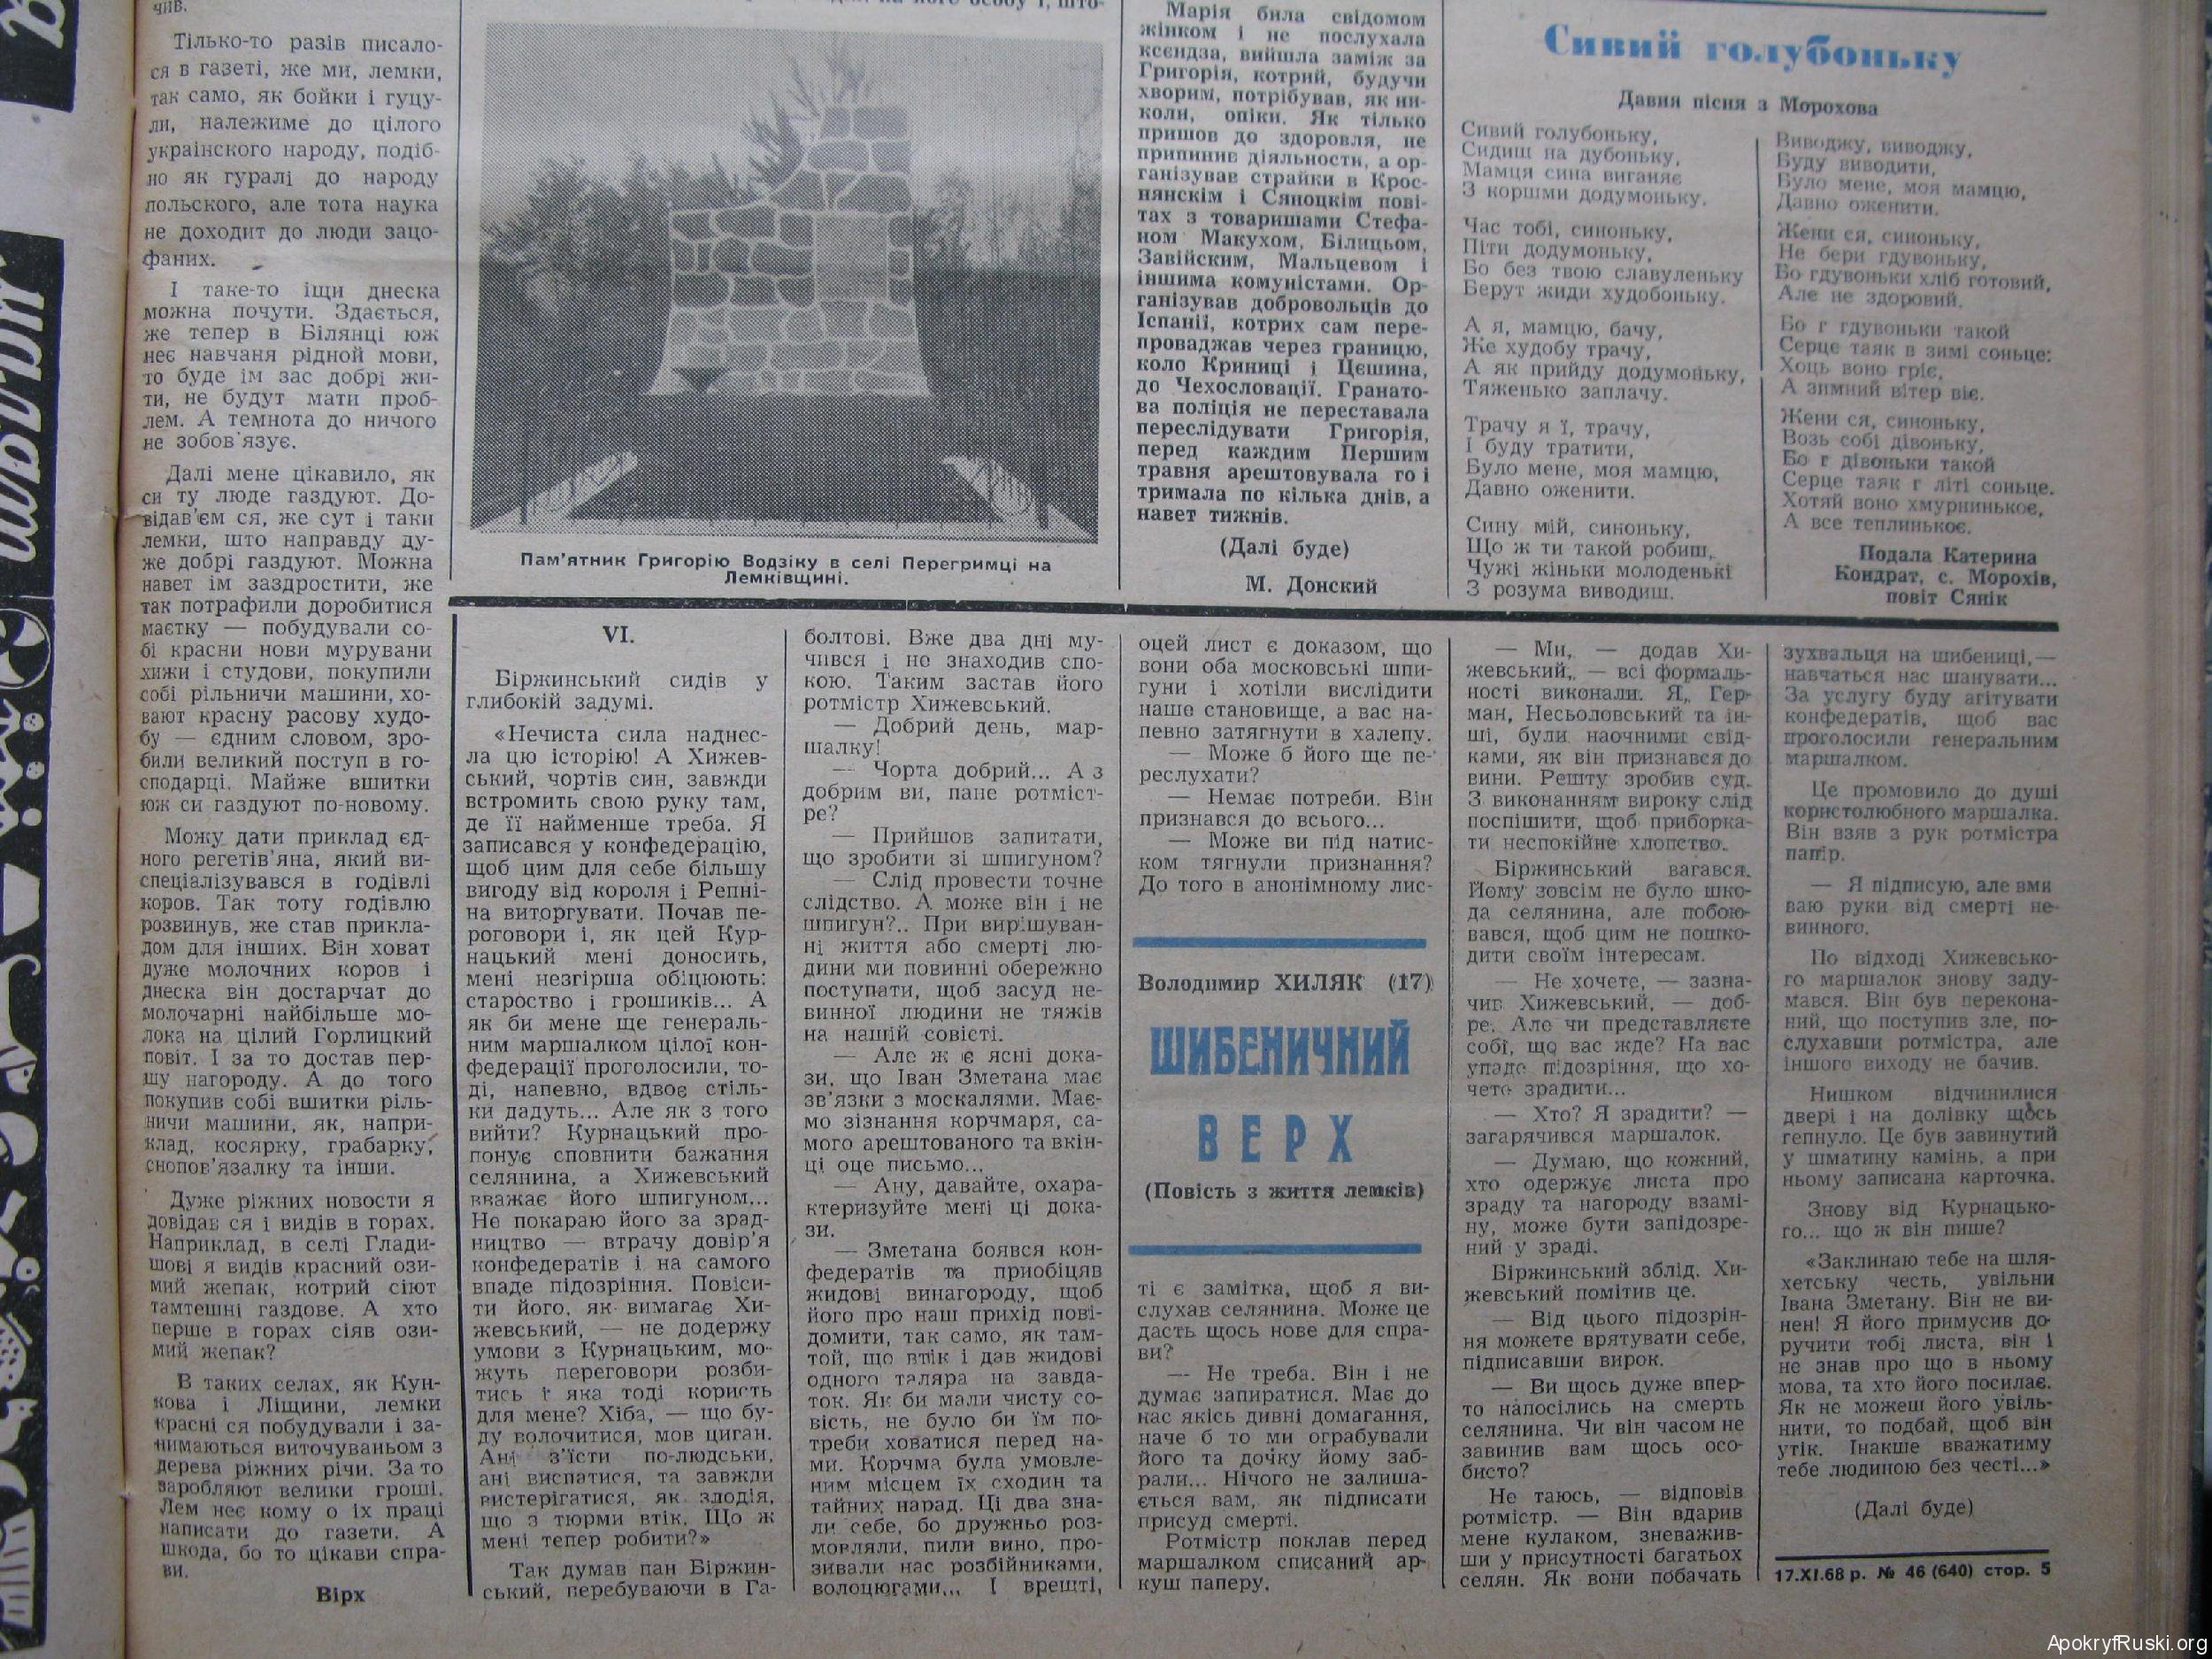 чив.
Тілько-то разів писало-
ся в газеті, же ми, лемки,
так само, як бойки і гуцу-
ли, належиме до цілого
українского народу, подіб-
но як гуралі до народу
польского, але тота наука
не доходит до люди зацо-
фаних.
І таке-то іщи днеска
можна почути. Здається,
же тепер в Білянці юж
неє навчаня рідной мови,
то буде їм зас добрі жи-
ти, не будут мати проб-
лем. А темнота до ничого
не зобов'язує.
Далі мене цікавило, як
си ту люде газдуют. До-
відав'єм ся, же сут і таки
лемки, што направду ду-
же добрі газдуют. Можна
навет їм заздростити, же
так потрафили доробитися
маєтку — побудували со-
бі красни нови мурувани
хижи і студови, покупили
собі рільничи машини, хо-
вают красну расову худо-
бу — єдним словом, зро-
били великий поступ в го-
сподарці. Майже вшитки
юж си газдуют по-новому.
Можу дати приклад єд-
ного регетів'яна, який ви-
спеціалізувався в годівлі
коров. Так тоту годівлю
розвинув, же став прикла-
дом для інших. Він ховат
дуже молочних коров і
днеска він достарчат до
молочарні найбільше мо-
лока на цілий Горлицкий
повіт. І за то достав пер-
шу нагороду. А до того
покупив собі вшитки ріль-
ничи машини, як, напри-
клад, косярку, грабарку,
снопов'язалку та інши.
Дуже ріжних новости я
довідав ся і видів в горах.
Наприклад, в селі Глади-
шові я видів красний ози-
мий жепак, котрий сіют
тамтешні газдове. А хто
перше в горах сіяв ози-
мий жепак?
В таких селах, як Кун-
кова і Ліщини, лемки
красні ся побудували і за-
нимаються виточуваньом з
дерева ріжних річи. За то
заробляют велики гроші.
Лем неє кому о їх праці
написати до газети. А
шкода, бо то цікави спра-
ви.
Вірх
Пам'ятник Григорію Водзіку в селі Перегримці на
Лемківщині.
Марія била свідомом
жінком і не послухала
ксендза, вийшла заміж за
Григорія, котрий, будучи
хворим, потрібував, як ни-
коли, опіки. Як тілько
пришов до здоровля, не
припинив діяльности, а ор-
ганізував страйки в Крос-
нянскім і Сяноцкім пові-
тах з товаришами Стефа-
ном Макухом, Біліцьом,
Завійским, Мальцевом і
іншима комуністами. Ор-
ганізував добровольців до
Іспанії, котрих сам пере-
проваджав через границю,
коло Криниці і Цєшина,
до Чехословації. Гранато-
ва поліція не переставала
переслідувати Григорія,
перед каждим Першим
травня арештовувала го і
тримала по кілька днів, а
навет тижнів.
(Далі буде)
М. Донский
Сивий голубоньку
Давня пісня з Морохова
Сивий голубоньку,
Сидиш на дубоньку,
Мамця сина виганяє
З коршми додумоньку.
Час тобі, синоньку,
Піти додумоньку,
Бо без твою славуленьку
Берут жиди худобоньку.
А я, мамцю, бачу,
Же худобу трачу,
А як прийду додумоньку,
Тяженько заплачу.
Трачу я ї, трачу,
І буду тратити,
Було мене, моя мамцю,
Давно оженити.
Сину мій, синоньку,
Що ж ти такой робиш,
Чужі жіньки молоденькі
З розума виводиш.
Виводжу, виводжу,
Буду виводити,
Було мене, моя мамцю,
Давно оженити.
Жени ся, синоньку,
Не бери гдувоньку,
Бо гдувоньки хліб готовий,
Але не здоровий.
Бо г гдувоньки такой
Серце таяк в зимі соньце:
Хоць воно гріє,
А зимний вітер віє.
Жени ся, синоньку,
Возь собі дівоньку,
Бо г дівоньки такой
Серце таяк г літі соньце.
Хотяй воно хмурнинькоє,
А все теплинькоє.
Подала Катерина
Кондрат, с. Морохів,
повіт Сянік
VI.
Біржинський сидів у
глибокій задумі.
«Нечиста сила наднес-
ла цю історію! А Хижев-
ський, чортів син, завжди
встромить свою руку там,
де її найменше треба. Я
записався у конфедерацію,
щоб цим для себе більшу
вигоду від короля і Репні-
на виторгувати. Почав пе-
реговори і, як цей Кур-
нацький мені доносить,
мені незгірша обіцюють:
староство і грошиків... А
як би мене ще генераль-
ним маршалком цілої кон-
федерації проголосили, то-
ді, напевно, вдвоє стіль-
ки дадуть... Але як з того
вийти? Курнацький про-
понує сповнити бажання
селянина, а Хижевський
вважає його шпигуном...
Не покараю його за зрад-
ництво — втрачу довір'я
конфедератів і на самого
впаде підозріння. Повіси-
ти його, як вимагає Хи-
жевський, — не додержу
умови з Курнацьким, мо-
жуть переговори розби-
тись і яка тоді користь
для мене? Хіба, — що бу-
ду волочитися, мов циган.
Ані з'їсти по-людськи,
ані виспатися, та завжди
вистерігатися, як злодія,
що з тюрми втік. Що ж
мені тепер робити?»
Так думав пан Біржин-
ський, перебуваючи в Га-
болтові. Вже два дні му-
чився і не знаходив спо-
кою. Таким застав його
ротмістр Хижевський.
— Добрий день, мар-
шалку!
— Чорта добрий... А з
добрим ви, пане ротміст-
ре?
— Прийшов запитати,
що зробити зі шпигуном?
— Слід провести точне
слідство. А може він і не
шпигун?.. При вирішуван-
ні життя або смерті лю-
дини ми повинні обережно
поступати, щоб засуд не-
винної людини не тяжів
на нашій совісті.
— Але ж є ясні дока-
зи, що Іван Зметана має
зв'язки з москалями. Має-
мо зізнання корчмаря, са-
мого арештованого та вкін-
ці оце письмо...
— Ану, давайте, охара-
ктеризуйте мені ці дока-
зи.
— Зметана боявся кон-
федератів та приобіцяв
жидові винагороду, щоб
його про наш прихід пові-
домити, так само, як там-
той, що втік і дав жидові
одного таляра на завда-
ток. Як би мали чисту со-
вість, не було би їм по-
треби ховатися перед на-
ми. Корчма була умовле-
ним місцем їх сходин та
тайних нарад. Ці два зна-
ли себе, бо дружньо роз-
мовляли, пили вино, про-
зивали нас розбійниками,
волоцюгами... І врешті,
оцей лист є доказом, що
вони оба московські шпи-
гуни і хотіли вислідити
наше становище, а вас на-
певно затягнути в халепу.
— Може б його ще пе-
реслухати?
— Немає потреби. Він
признався до всього...
— Може ви під натис-
ком тягнули признання?
До того в анонімному лис-
Володимир ХИЛЯК (17)
ШИБЕНИЧНИЙ
ВЕРХ
(Повість з життя лемків)
ті є замітка, щоб я ви-
слухав селянина. Може це
дасть щось нове для спра-
ви?
— Не треба. Він і не
думає запиратися. Має до
нас якісь дивні домагання,
наче б то ми ограбували
його та дочку йому заб-
рали... Нічого не залиша-
ється вам, як підписати
присуд смерті.
Ротмістр поклав перед
маршалком списаний ар-
куш паперу.
— Ми, — додав Хи-
жевський, — всі формаль-
ності виконали. Я, Гер-
ман, Несьоловський та ін-
ші, були наочними свід-
ками, як він признався до
вини. Решту зробив суд.
З виконанням вироку слід
поспішити, щоб приборка-
ти неспокійне хлопство.
Біржинський вагався.
Йому зовсім не було шко-
да селянина, але побою-
вався, щоб цим не пошко-
дити своїм інтересам.
— Не хочете, — зазна-
чив Хижевський, — доб-
ре. Але чи представляєте
собі, що вас жде? На вас
упаде підозріння, що хо-
чете зрадити...
— Хто? Я зрадити? —
загарячився маршалок.
— Думаю, що кожний,
хто одержує листа про
зраду та нагороду взамі-
ну, може бути запідозре-
ний у зраді.
Біржинський зблід. Хи-
жевський помітив це.
— Від цього підозрін-
ня можете врятувати себе,
підписавши вирок.
— Ви щось дуже впер-
то напосілись на смерть
селянина. Чи він часом не
завинив вам щось осо-
бисто?
Не таюсь, — відповів
ротмістр. — Він вдарив
мене кулаком, зневажив-
ши у присутності багатьох
селян. Як вони побачать
зухвальця на шибениці,—
навчаться нас шанувати...
За услугу буду агітувати
конфедератів, щоб вас
проголосили генеральним
маршалком.
Це промовило до душі
користолюбного маршалка.
Він взяв з рук ротмістра
папір.
— Я підписую, але вми
ваю руки від смерті не-
винного.
По відході Хижевсько-
го маршалок знову заду-
мався. Він був перекона-
ний, що поступив зле, по-
слухавши ротмістра, але
іншого виходу не бачив.
Нишком відчинилися
двері і на долівку щось
гепнуло. Це був завинутий
у шматину камінь, а при
ньому записана карточка.
Знову від Курнацько-
го... що ж він пише?
«Заклинаю тебе на шля-
хетську честь, увільни
Івана Зметану. Він не ви-
нен! Я його примусив до-
ручити тобі листа, він і
не знав про що в ньому
мова, та хто його посилає.
Як не можеш його увіль-
нити, то подбай, щоб він
утік. Інакше вважатиму
тебе людиною без честі...»
(Далі буде)
17.XI.68 р. № 46 (640) стор. 5
ApokryfRuski.org